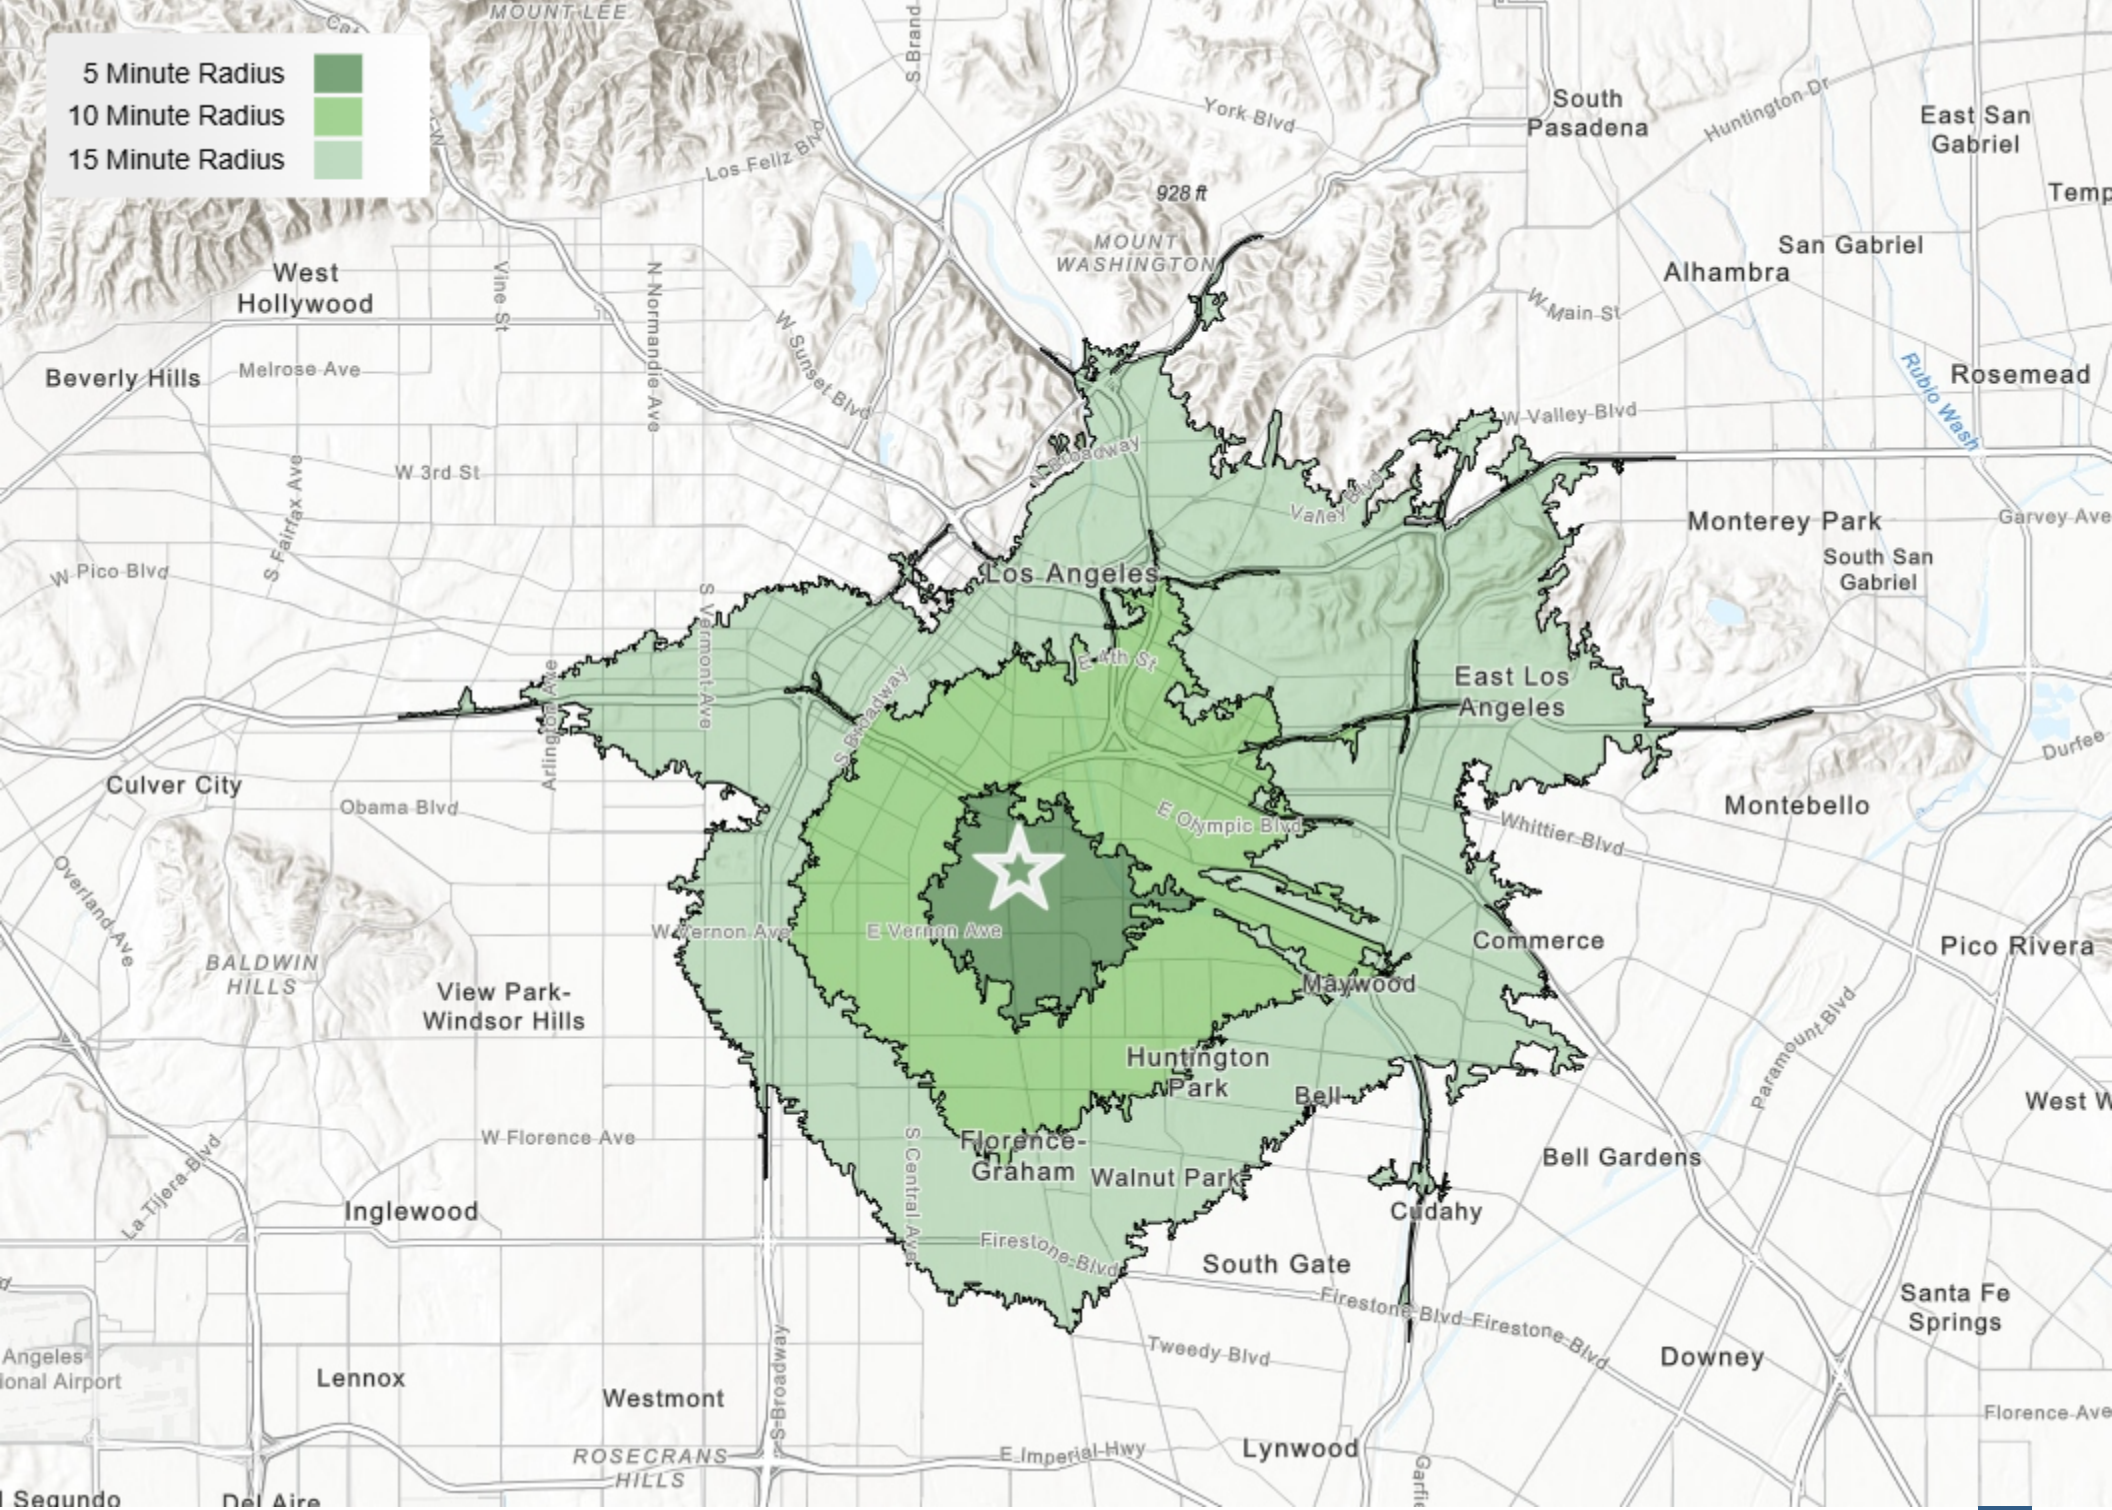 MOUNT LEE
S Brand
5 Minute Radius
10 Minute Radius
15 Minute Radius
Los Feliz Blvd
York Blvd
South
Pasadena
Huntington Dr
East San
Gabriel
928 ft
MOUNT
WASHINGTON
San Gabriel
Alhambra
West
Hollywood
Vine St
N Normandie Ave
W Sunset Blvd
W Main St
Beverly Hills
Melrose Ave
Rubio Wash
Rosemead
W Valley Blvd
W 3rd St
N Broadway
Valley Blvd
S Fairfax Ave
Monterey Park
Garvey Ave
South San
Gabriel
W Pico Blvd
Los Angeles
S Vermont Ave
E 4th St
East Los
Angeles
Arlington Ave
S Broadway
Durfee
Culver City
Obama Blvd
E Olympic Blvd
Whittier Blvd
Montebello
Overland Ave
W Vernon Ave
E Vernon Ave
Commerce
Pico Rivera
BALDWIN
HILLS
View Park-
Windsor Hills
Maywood
Paramount Blvd
Huntington
Park
Bell
West W
W Florence Ave
S Central Ave
Florence-
Graham
Walnut Park
Bell Gardens
La Tijera Blvd
Inglewood
Cudahy
Firestone Blvd
South Gate
Firestone Blvd
Firestone Blvd
Santa Fe
Springs
Angeles
ional Airport
Lennox
Westmont
S Broadway
Tweedy Blvd
Downey
Florence Ave
ROSECRANS
HILLS
E Imperial Hwy
Lynwood
Garfie
Segundo
Del Aire